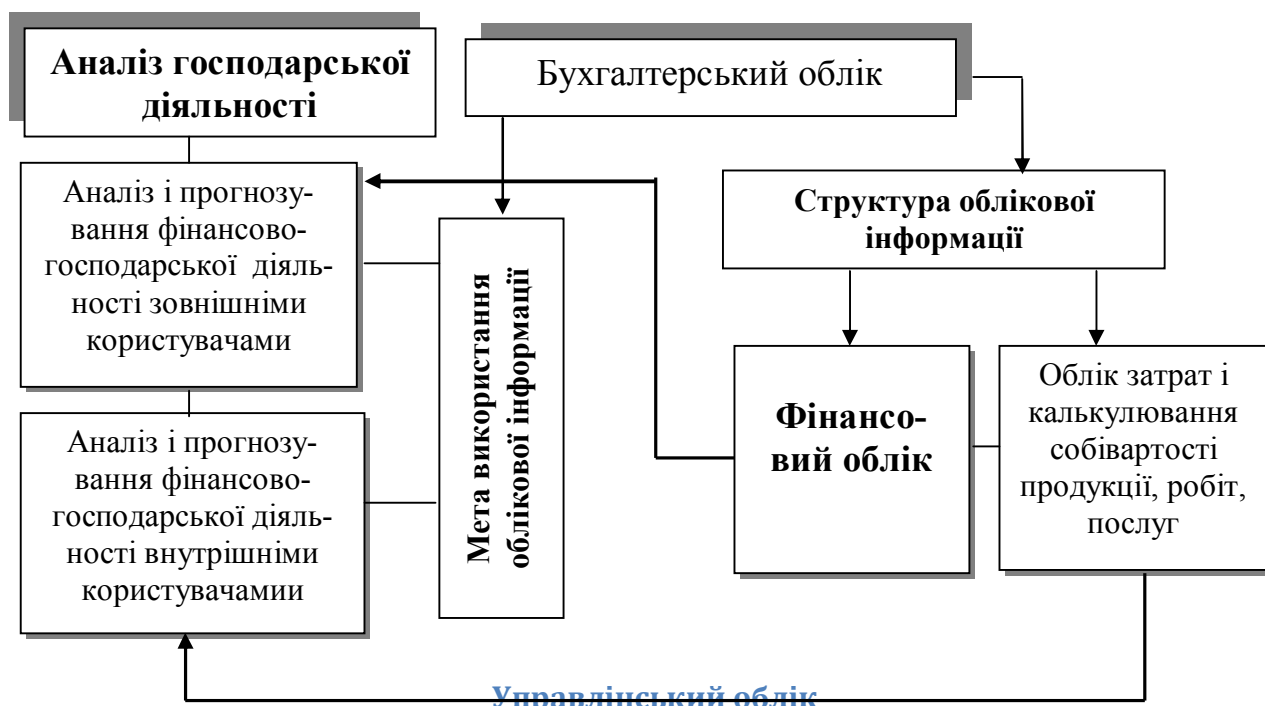 Аналіз господарської
діяльності
Бухгалтерський облік
Аналіз і прогнозу-
вання фінансово-
господарської діяль-
ності зовнішніми
користувачами
Структура облікової
інформації
Мета використання
облікової інформації
Фінансо-
вий облік
Облік затрат і
калькулювання
собівартості
продукції, робіт,
послуг
Аналіз і прогнозу-
вання фінансово-
господарської діяль-
ності внутрішніми
користувачамии
Управлінський облік